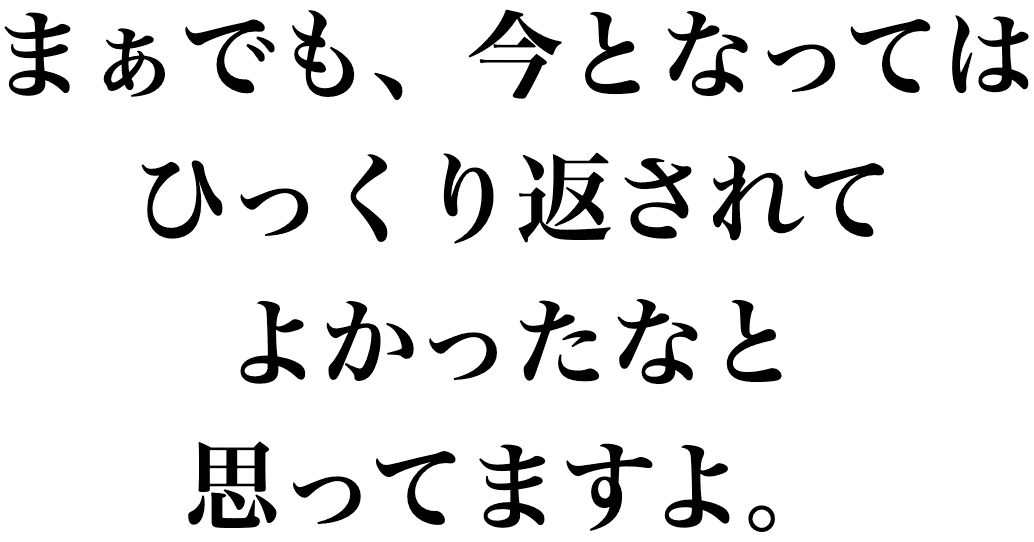 まぁでも、今となっては
ひっくり返されて
よかったなと
思ってますよ。